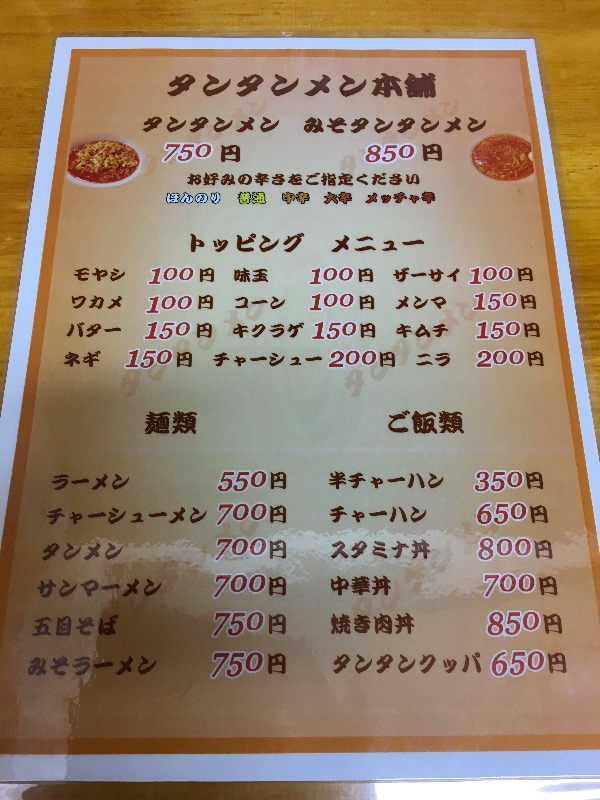 タンタンメン本舗
タンタンメン みそタンタンメン
750円 850円
お好みの辛さをご指定ください
ほんのり 普通 中辛 大辛 メッチャ辛
トッピング メニュー
モヤシ 100円 味玉 100円 ザーサイ 100円
ワカメ 100円 コーン 100円 メンマ 150円
バター 150円 キクラゲ 150円 キムチ 150円
ネギ 150円 チャーシュー 200円 ニラ 200円
麺類
ラーメン 550円
チャーシューメン 700円
タンメン 700円
サンマーメン 700円
五目そば 750円
みそラーメン 750円
ご飯類
半チャーハン 350円
チャーハン 650円
スタミナ丼 800円
中華丼 700円
焼き肉丼 850円
タンタンクッパ 650円